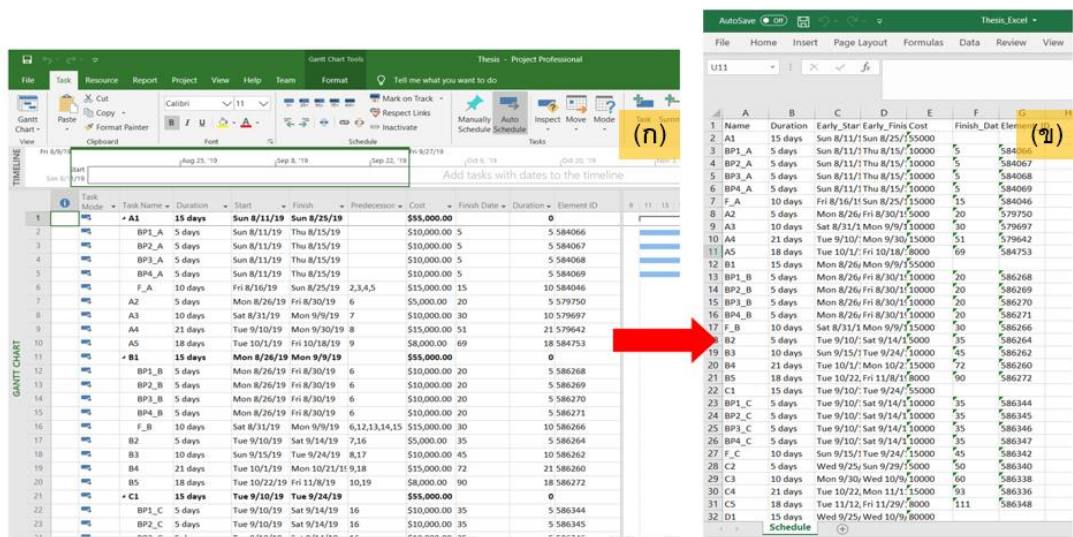 Gantt Chart Tools
Thesis - Project Professional
File Task Resource Report Project View Help Team Format Tell me what you want to do
Gantt Chart
Paste
Cut
Copy
Format Painter
Calibri 11
B I U
Mark on Track
Respect Links
Inactivate
Manually Schedule
Auto Schedule
Inspect Move Mode
(ก)
View Clipboard Font Schedule
TIMELINE
Start
Aug 25, '19 Sep 8, '19 Sep 22, '19
Add tasks with dates to the timeline
GANTT CHART
Task Mode Task Name Duration Start Finish Predecessors Cost Finish Date Duration Element ID
1 A1 15 days Sun 8/11/19 Sun 8/25/19 $55,000.00 0
2 BP1_A 5 days Sun 8/11/19 Thu 8/15/19 $10,000.00 5 5 584066
3 BP2_A 5 days Sun 8/11/19 Thu 8/15/19 $10,000.00 5 5 584067
4 BP3_A 5 days Sun 8/11/19 Thu 8/15/19 $10,000.00 5 5 584068
5 BP4_A 5 days Sun 8/11/19 Thu 8/15/19 $10,000.00 5 5 584069
6 F_A 10 days Fri 8/16/19 Sun 8/25/19 2,3,4,5 $15,000.00 15 10 584046
7 A2 5 days Mon 8/26/19 Fri 8/30/19 6 $5,000.00 20 5 579750
8 A3 10 days Sat 8/31/19 Mon 9/9/19 7 $10,000.00 30 10 579697
9 A4 21 days Tue 9/10/19 Mon 9/30/19 8 $15,000.00 51 21 579642
10 A5 18 days Tue 10/1/19 Fri 10/18/19 9 $8,000.00 69 18 584753
11 B1 15 days Mon 8/26/19 Mon 9/9/19 $55,000.00 0
12 BP1_B 5 days Mon 8/26/19 Fri 8/30/19 6 $10,000.00 20 5 586268
13 BP2_B 5 days Mon 8/26/19 Fri 8/30/19 6 $10,000.00 20 5 586269
14 BP3_B 5 days Mon 8/26/19 Fri 8/30/19 6 $10,000.00 20 5 586270
15 BP4_B 5 days Mon 8/26/19 Fri 8/30/19 6 $10,000.00 20 5 586271
16 F_B 10 days Sat 8/31/19 Mon 9/9/19 6,12,13,14,15 $15,000.00 30 10 586266
17 B2 5 days Tue 9/10/19 Sat 9/14/19 7,16 $5,000.00 35 5 586264
18 B3 10 days Sun 9/15/19 Tue 9/24/19 8,17 $10,000.00 45 10 586262
19 B4 21 days Tue 10/1/19 Mon 10/21/19 9,18 $15,000.00 72 21 586260
20 B5 18 days Tue 10/22/19 Fri 11/8/19 10,19 $8,000.00 90 18 586272
21 C1 15 days Tue 9/10/19 Tue 9/24/19 $55,000.00 0
22 BP1_C 5 days Tue 9/10/19 Sat 9/14/19 16 $10,000.00 35 5 586344
23 BP2_C 5 days Tue 9/10/19 Sat 9/14/19 16 $10,000.00 35 5 586345
AutoSave Off Thesis_Excel
File Home Insert Page Layout Formulas Data Review View
U11 fx
(ข)
A B C D E F G H
1 Name Duration Early_Star Early_Finis Cost Finish_Dat Element
2 A1 15 days Sun 8/11/1 Sun 8/25/1 55000
3 BP1_A 5 days Sun 8/11/1 Thu 8/15/1 10000 5 584066
4 BP2_A 5 days Sun 8/11/1 Thu 8/15/1 10000 5 584067
5 BP3_A 5 days Sun 8/11/1 Thu 8/15/1 10000 5 584068
6 BP4_A 5 days Sun 8/11/1 Thu 8/15/1 10000 5 584069
7 F_A 10 days Fri 8/16/1 Sun 8/25/1 15000 15 584046
8 A2 5 days Mon 8/26/ Fri 8/30/1 5000 20 579750
9 A3 10 days Sat 8/31/1 Mon 9/9/1 10000 30 579697
10 A4 21 days Tue 9/10/ Mon 9/30/ 15000 51 579642
11 A5 18 days Tue 10/1/ Fri 10/18/ 8000 69 584753
12 B1 15 days Mon 8/26/ Mon 9/9/1 55000
13 BP1_B 5 days Mon 8/26/ Fri 8/30/1 10000 20 586268
14 BP2_B 5 days Mon 8/26/ Fri 8/30/1 10000 20 586269
15 BP3_B 5 days Mon 8/26/ Fri 8/30/1 10000 20 586270
16 BP4_B 5 days Mon 8/26/ Fri 8/30/1 10000 20 586271
17 F_B 10 days Sat 8/31/1 Mon 9/9/1 15000 30 586266
B2 5 days Tue 9/10/ Sat 9/14/1 5000 35 586264
19 B3 10 days Sun 9/15/1 Tue 9/24/ 10000 45 586262
20 B4 21 days Tue 10/1/ Mon 10/2 15000 72 586260
21 B5 18 days Tue 10/22, Fri 11/8/1 8000 90 586272
22 C1 15 days Tue 9/10/ Tue 9/24/ 55000
23 BP1_C 5 days Tue 9/10/ Sat 9/14/1 10000 35 586344
24 BP2_C 5 days Tue 9/10/ Sat 9/14/1 10000 35 586345
25 BP3_C 5 days Tue 9/10/ Sat 9/14/1 10000 35 586346
26 BP4_C 5 days Tue 9/10/ Sat 9/14/1 10000 35 586347
27 F_C 10 days Sun 9/15/1 Tue 9/24/ 15000 45 586342
28 C2 5 days Wed 9/25/ Sun 9/29/ 5000 50 586340
29 C3 10 days Mon 9/30, Wed 10/9, 10000 60 586338
30 C4 21 days Tue 10/22, Mon 11/1 15000 93 586336
31 C5 18 days Tue 11/12, Fri 11/29/ 8000 111 586348
32 D1 15 days Wed 9/25/ Wed 10/9/ 80000
Schedule